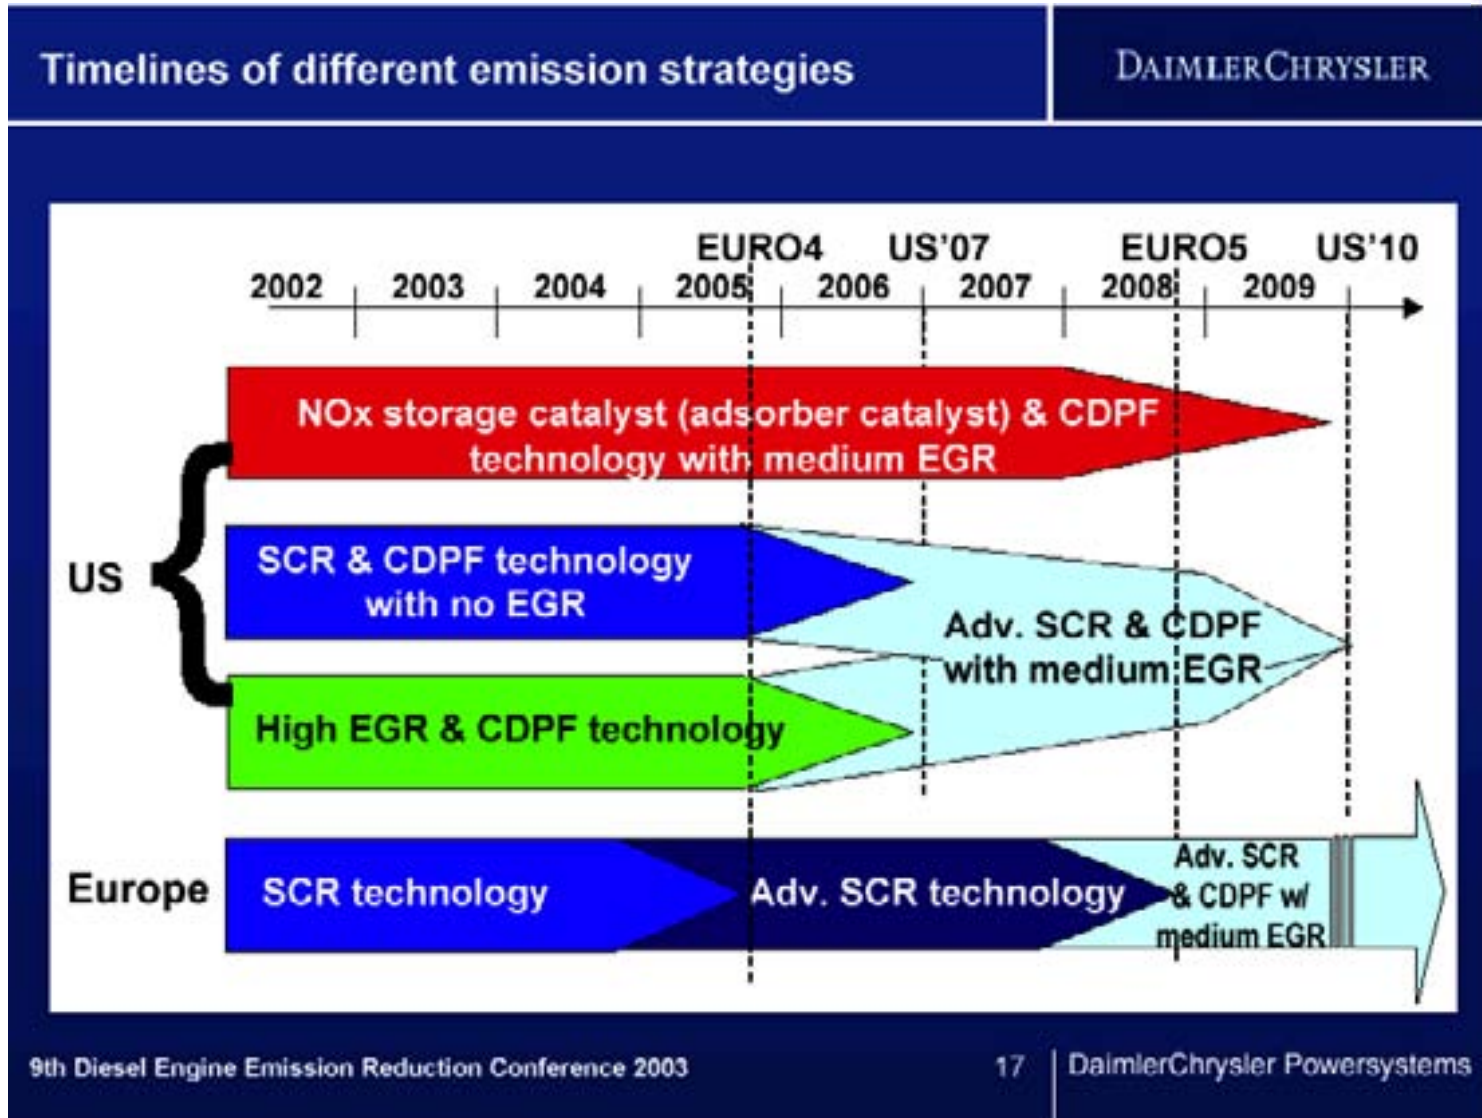 Timelines of different emission strategies
DAIMLERCHRYSLER
EURO4 US'07 EURO5 US'10
2002 2003 2004 2005 2006 2007 2008 2009
NOx storage catalyst (adsorber catalyst) & CDPF
technology with medium EGR
US
SCR & CDPF technology
with no EGR
Adv. SCR & CDPF
with medium EGR
High EGR & CDPF technology
Europe
SCR technology
Adv. SCR technology
Adv. SCR
& CDPF w/
medium EGR
9th Diesel Engine Emission Reduction Conference 2003
17
DaimlerChrysler Powersystems